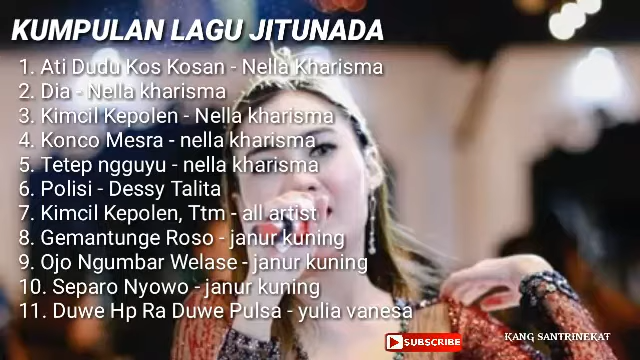 KUMPULAN LAGU JITUNADA
1. Ati Dudu Kos Kosan - Nella Kharisma
2. Dia - Nella kharisma
3. Kimcil Kepolen - Nella kharisma
4. Konco Mesra - nella kharisma
5. Tetep ngguyu - nella kharisma
6. Polisi - Dessy Talita
7. Kimcil Kepolen, Ttm - all artist
8. Gemantunge Roso - janur kuning
9. Ojo Ngumbar Welase - janur kuning
10. Separo Nyowo - janur kuning
11. Duwe Hp Ra Duwe Pulsa - yulia vanesa
SUBSCRIBE
KANG SANTRINEKAT